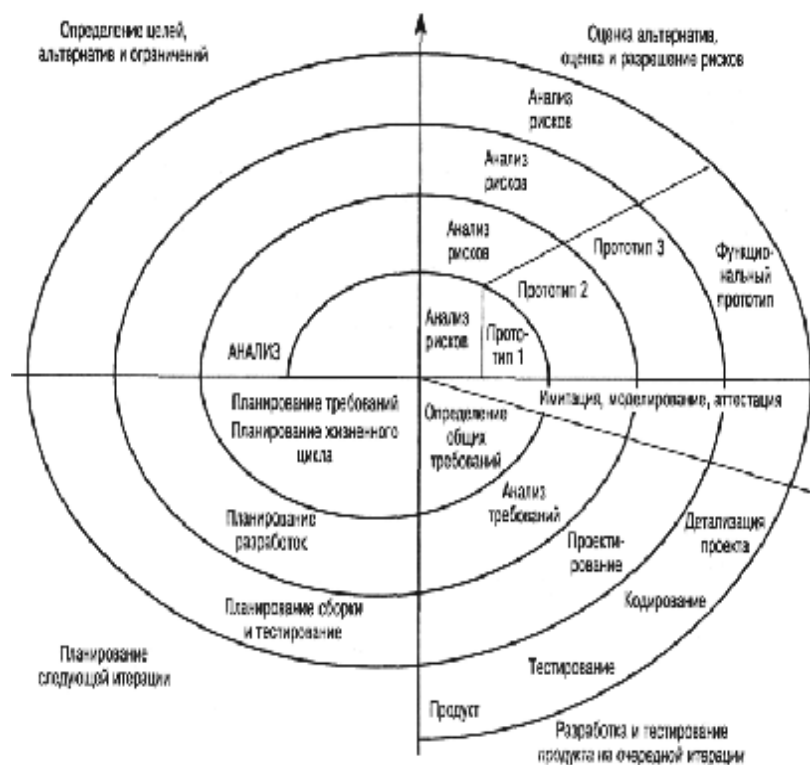 Определение целей,
альтернатив и ограничений
Оценка альтернатив,
оценка и разрешение рисков
Анализ
рисков
Анализ
рисков
Анализ
рисков
Прототип 3
Функцио-
нальный
прототип
Прототип 2
Анализ
рисков
Прото-
тип 1
АНАЛИЗ
Имитация, моделирование, аттестация
Планирование требований
Планирование жизненного
цикла
Определение
общих
требований
Анализ
требований
Планирование
разработок
Проекти-
рование
Детализация
проекта
Кодирование
Планирование сборки
и тестирование
Планирование
следующей итерации
Тестирование
Продукт
Разработка и тестирование
продукта на очередной итерации